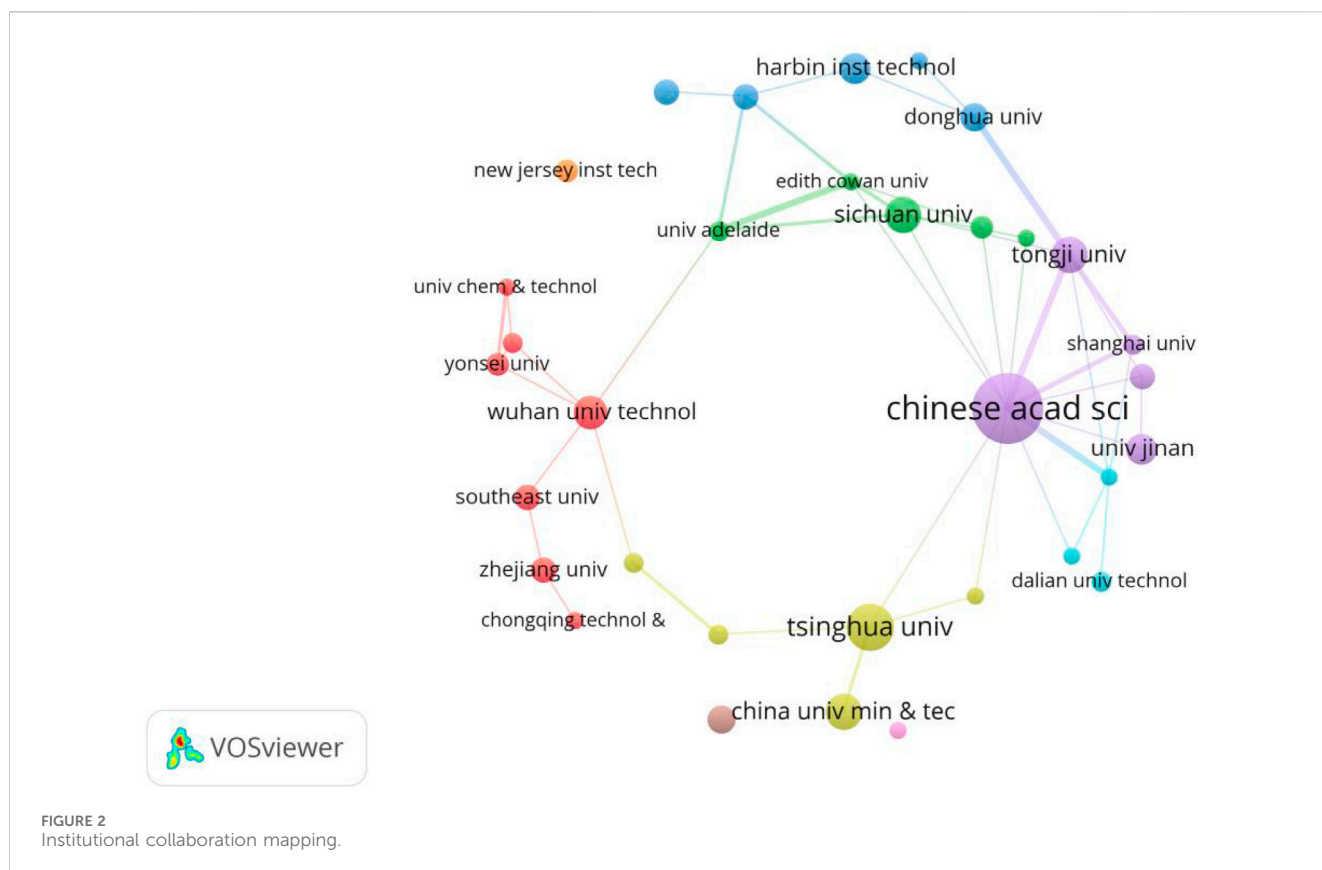 harbin inst technol
donghua univ
new jersey inst tech
edith cowan univ
sichuan univ
univ adelaide
tongji univ
univ chem & technol
shanghai univ
yonsei univ
chinese acad sci
wuhan univ technol
univ jinan
southeast univ
zhejiang univ
dalian univ technol
chongqing technol &
tsinghua univ
china univ min & tec
VOSviewer
FIGURE 2
Institutional collaboration mapping.